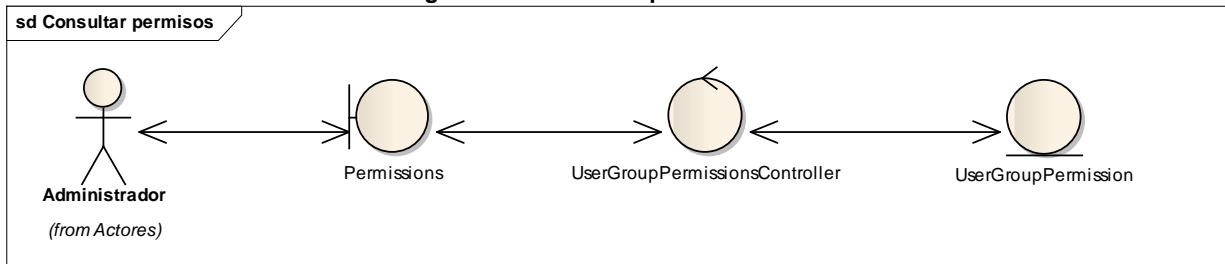 sd Consultar permisos
Permissions
UserGroupPermissionsController
UserGroupPermission
Administrador
(from Actores)